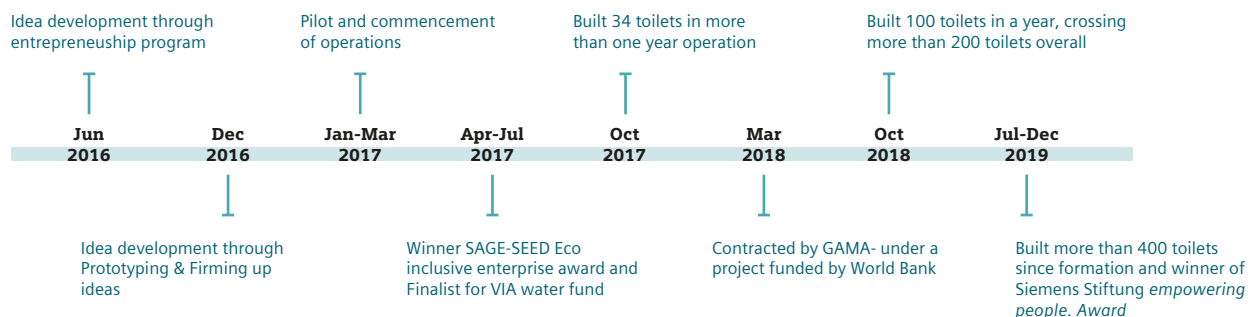 Idea development through
entrepreneuship program
Pilot and commencement
of operations
Built 34 toilets in more
than one year operation
Built 100 toilets in a year, crossing
more than 200 toilets overall
Jun
2016
Dec
2016
Jan-Mar
2017
Apr-Jul
2017
Oct
2017
Mar
2018
Oct
2018
Jul-Dec
2019
Idea development through
Prototyping & Firming up
ideas
Winner SAGE-SEED Eco
inclusive enterprise award and
Finalist for VIA water fund
Contracted by GAMA- under a
project funded by World Bank
Built more than 400 toilets
since formation and winner of
Siemens Stiftung empowering
people. Award